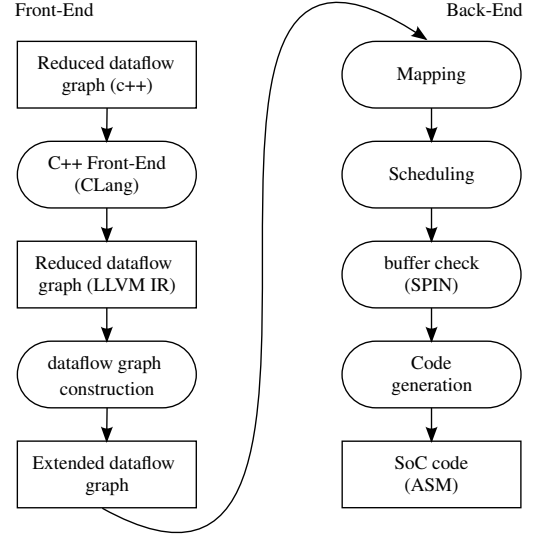 Front-End
Reduced dataflow
graph (c++)
C++ Front-End
(CLang)
Reduced dataflow
graph (LLVM IR)
dataflow graph
construction
Extended dataflow
graph
Back-End
Mapping
Scheduling
buffer check
(SPIN)
Code
generation
SoC code
(ASM)